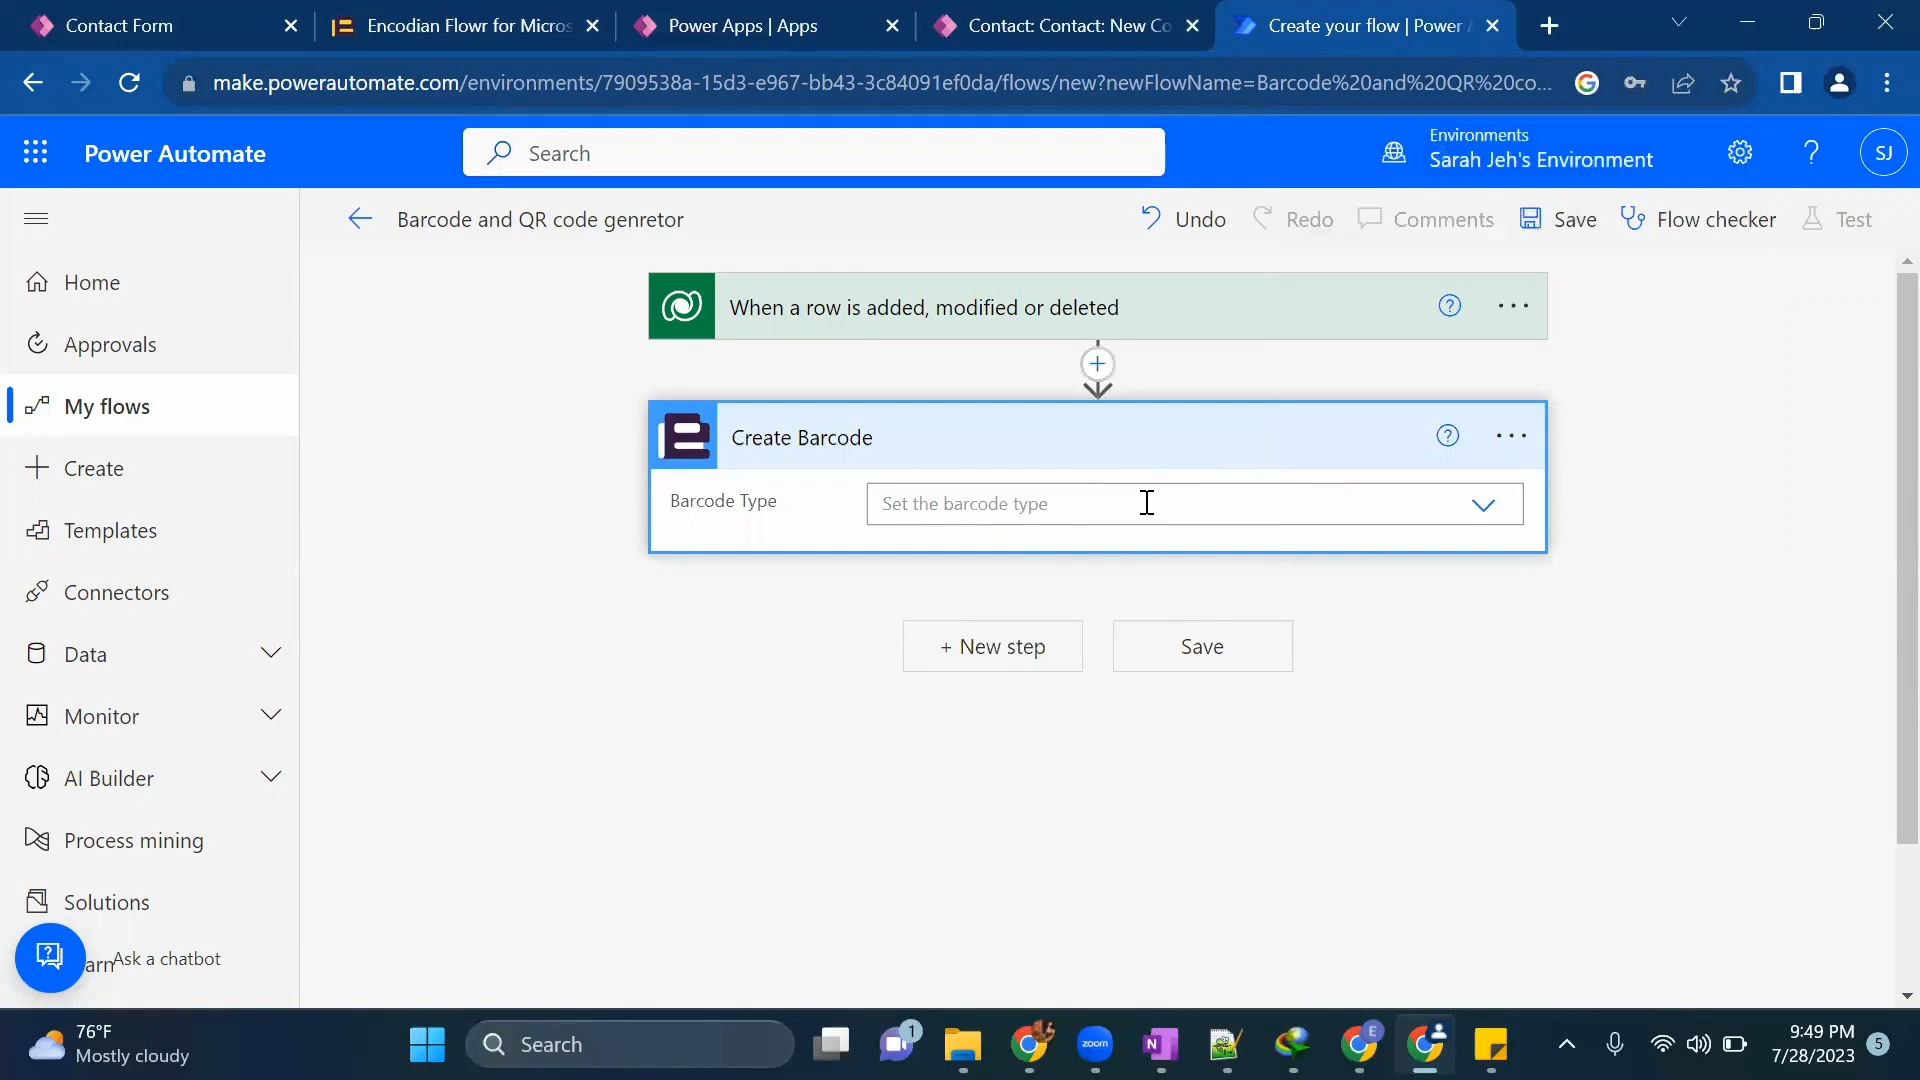 Contact Form
Encodian Flowr for Micros
Power Apps | Apps
Contact: Contact: New Co
Create your flow | Power A
make.powerautomate.com/environments/7909538a-15d3-e967-bb43-3c84091ef0da/flows/new?newFlowName=Barcode%20and%20QR%20co...
Power Automate
Search
Environments
Sarah Jeh's Environment
?
SJ
Barcode and QR code genretor
Undo
Redo
Comments
Save
Flow checker
Test
Home
Approvals
My flows
Create
Templates
Connectors
Data
Monitor
AI Builder
Process mining
Solutions
arn
Ask a chatbot
When a row is added, modified or deleted
?
Create Barcode
?
Barcode Type
Set the barcode type
+ New step
Save
76°F
Mostly cloudy
Search
1
zoom
E
9:49 PM
7/28/2023
5